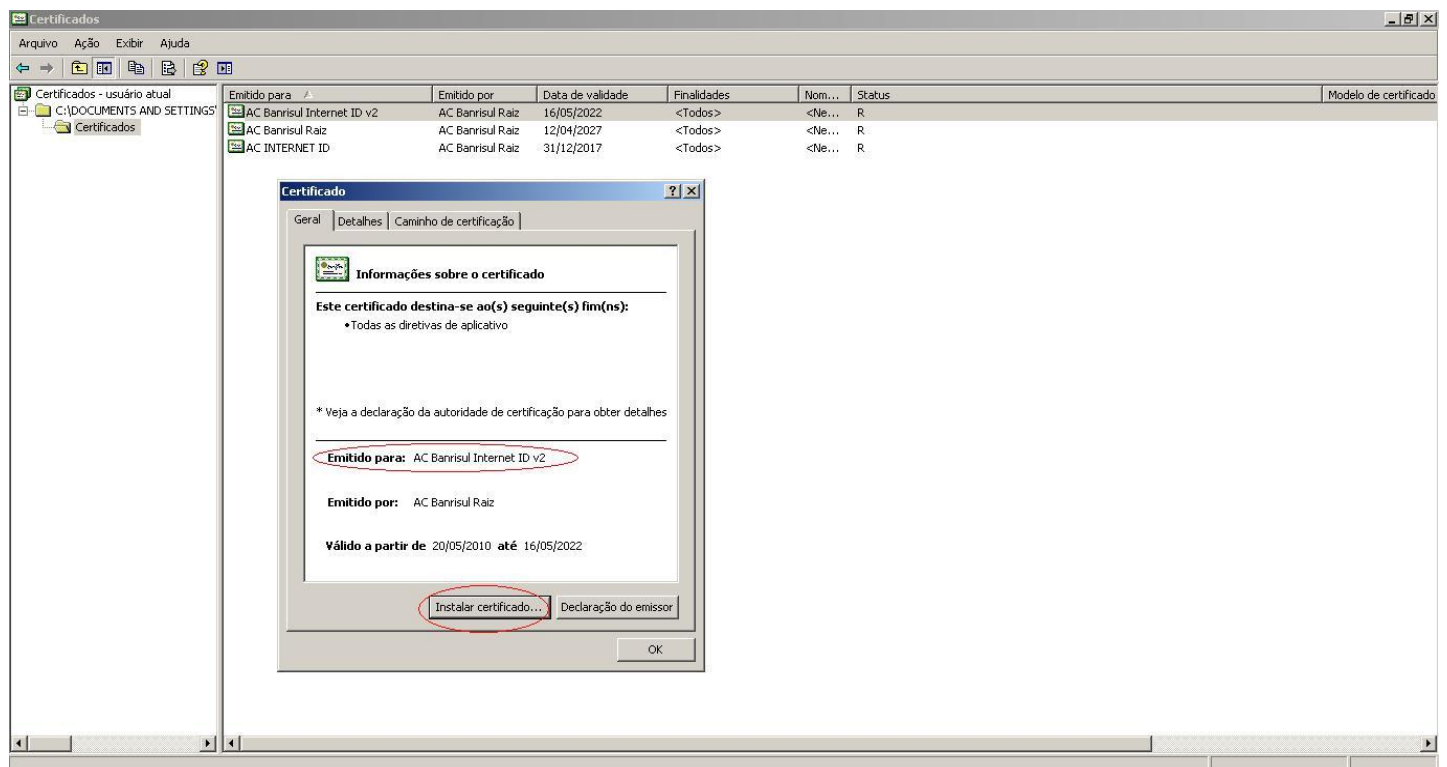 Certificados
Arquivo Ação Exibir Ajuda
Certificados - usuário atual
C:\DOCUMENTS AND SETTINGS'
Certificados
Emitido para Emitido por Data de validade Finalidades Nom... Status Modelo de certificado
AC Banrisul Internet ID v2 AC Banrisul Raiz 16/05/2022 <Todos> <Ne... R
AC Banrisul Raiz AC Banrisul Raiz 12/04/2027 <Todos> <Ne... R
AC INTERNET ID AC Banrisul Raiz 31/12/2017 <Todos> <Ne... R
Certificado
Geral Detalhes Caminho de certificação
Informações sobre o certificado
Este certificado destina-se ao(s) seguinte(s) fim(ns):
•Todas as diretivas de aplicativo
* Veja a declaração da autoridade de certificação para obter detalhes
Emitido para: AC Banrisul Internet ID v2
Emitido por: AC Banrisul Raiz
Válido a partir de 20/05/2010 até 16/05/2022
Instalar certificado... Declaração do emissor
OK